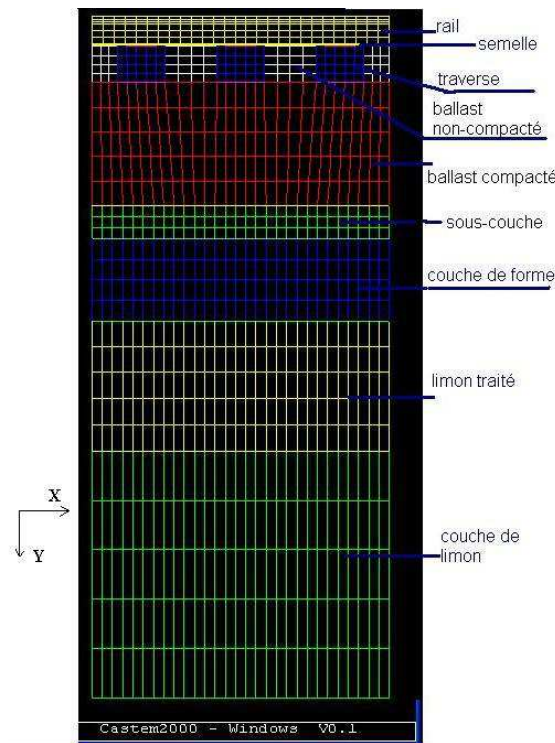 rail
semelle
traverse
ballast
non-compacté
ballast compacté
sous-couche
couche de forme
limon traité
X
Y
couche de
limon
Castem2000 - Windows V0.1